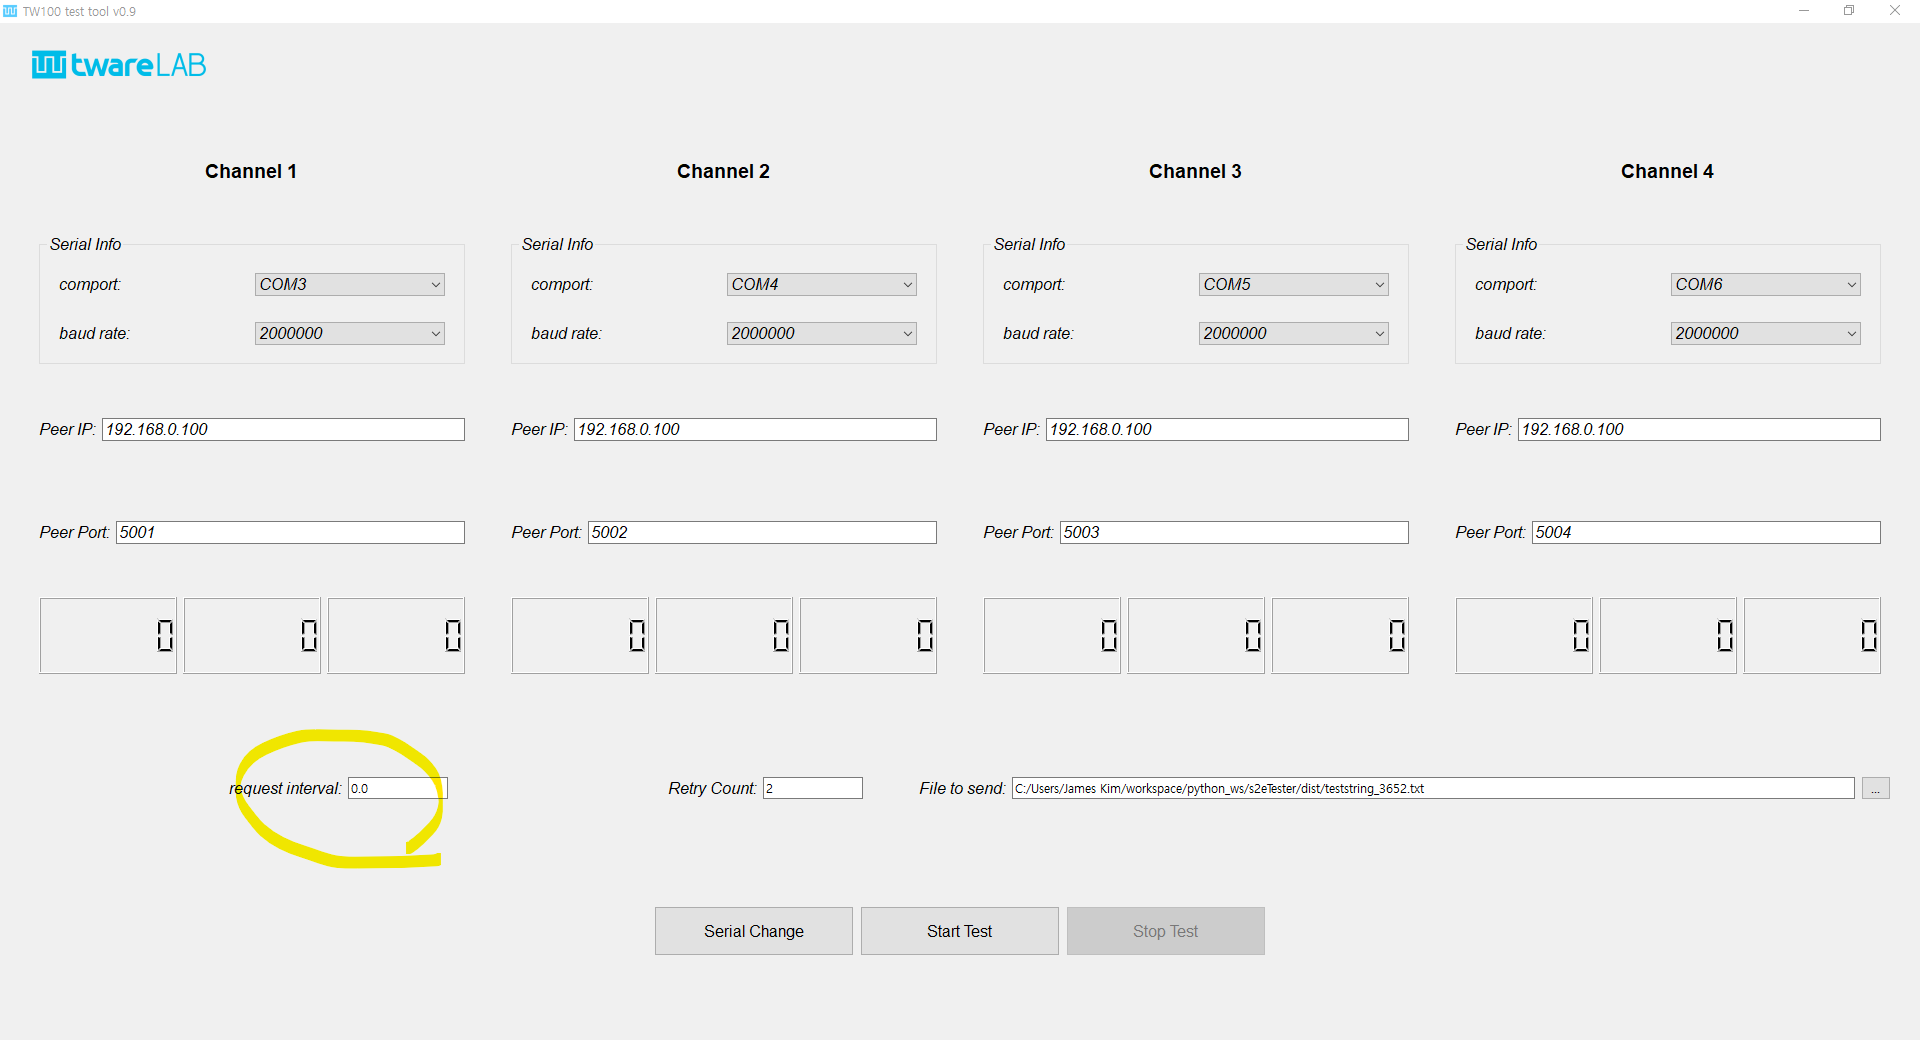 TW100 test tool v0.9
twareLAB
Channel 1
Channel 2
Channel 3
Channel 4
Serial Info
comport: COM3
baud rate: 2000000
Serial Info
comport: COM4
baud rate: 2000000
Serial Info
comport: COM5
baud rate: 2000000
Serial Info
comport: COM6
baud rate: 2000000
Peer IP: 192.168.0.100
Peer IP: 192.168.0.100
Peer IP: 192.168.0.100
Peer IP: 192.168.0.100
Peer Port: 5001
Peer Port: 5002
Peer Port: 5003
Peer Port: 5004
0 0 0
0 0 0
0 0 0
0 0 0
request interval: 0.0
Retry Count: 2
File to send: C:/Users/James Kim/workspace/python_ws/s2eTester/dist/teststring_3652.txt
...
Serial Change
Start Test
Stop Test